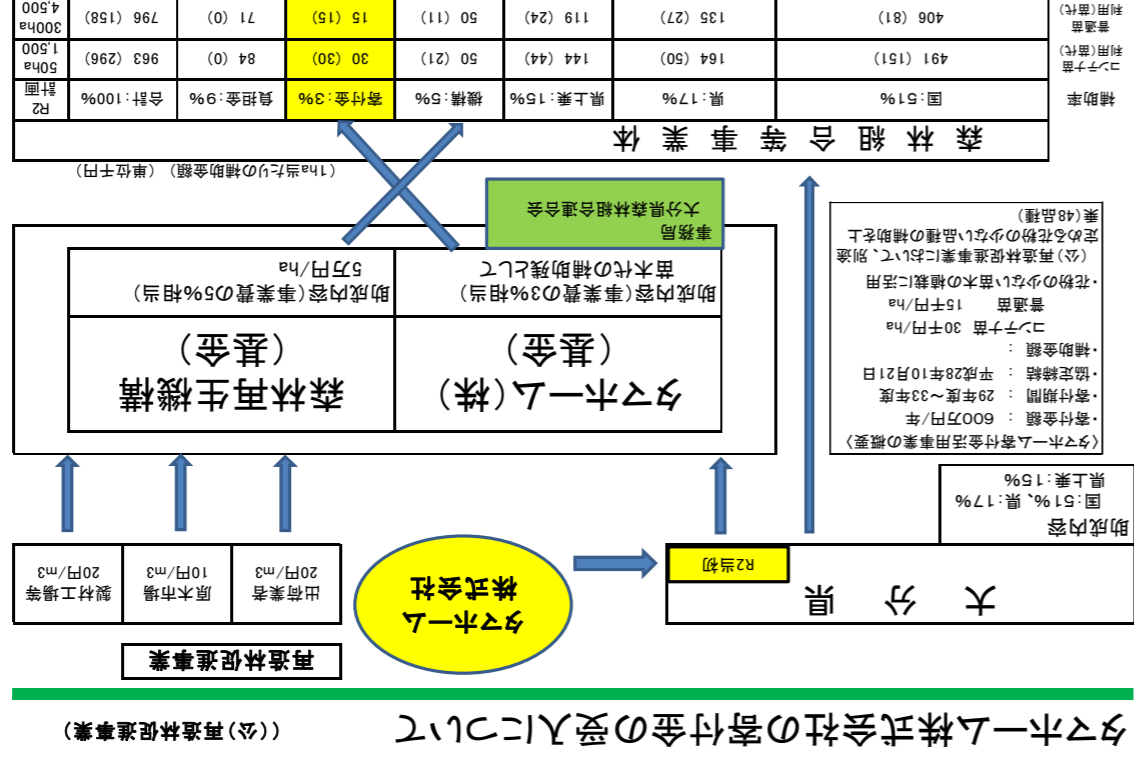 タマホーム株式会社の寄付金の受入について
((公)再造林促進事業)
再造林促進事業
大 分 県
R2当初
タマホーム
株式会社
出荷業者
20円/m3
原木市場
10円/m3
製材工場等
20円/m3
助成内容
国:51%、県:17%
県上乗:15%
〈タマホーム寄付金活用事業の概要〉
・寄付金額 : 600万円/年
・寄付期間 : 29年度~33年度
・協定締結 : 平成28年10月21日
・補助金額 :
コンテナ苗 30千円/ha
普通苗 15千円/ha
・花粉の少ない苗木の植栽に活用
(公)再造林促進事業において、別途
定める花粉の少ない品種の補助を上
乗(48品種)
タマホーム(株)
(基金)
森林再生機構
(基金)
助成内容(事業費の3%相当)
苗木代の補助残として
助成内容(事業費の5%相当)
5万円/ha
事務局
大分県森林組合連合会
(1ha当たりの補助金額)(単位千円)
森 林 組 合 等 事 業 体
補助率 国:51% 県:17% 県上乗:15% 機構:5% 寄付金:3% 負担金:9% 合計:100% R2
計画
コンテナ苗
利用(苗代) 491(151) 164(50) 144(44) 50(21) 30(30) 84(0) 963(296) 50ha
1,500
普通苗
利用(苗代) 406(81) 135(27) 119(24) 50(11) 15(15) 71(0) 796(158) 300ha
4,500